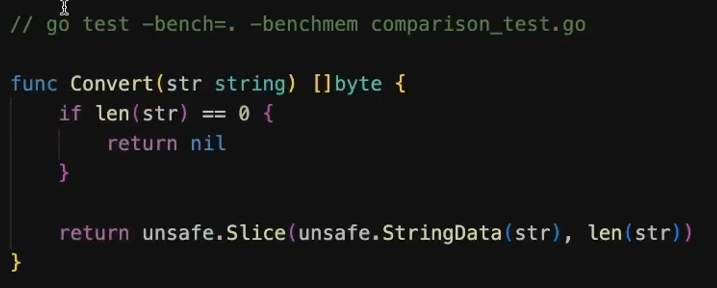 // go test -bench=. -benchmem comparison_test.go
func Convert(str string) []byte {
if len(str) == 0 {
return nil
}
return unsafe.Slice(unsafe.StringData(str), len(str))
}